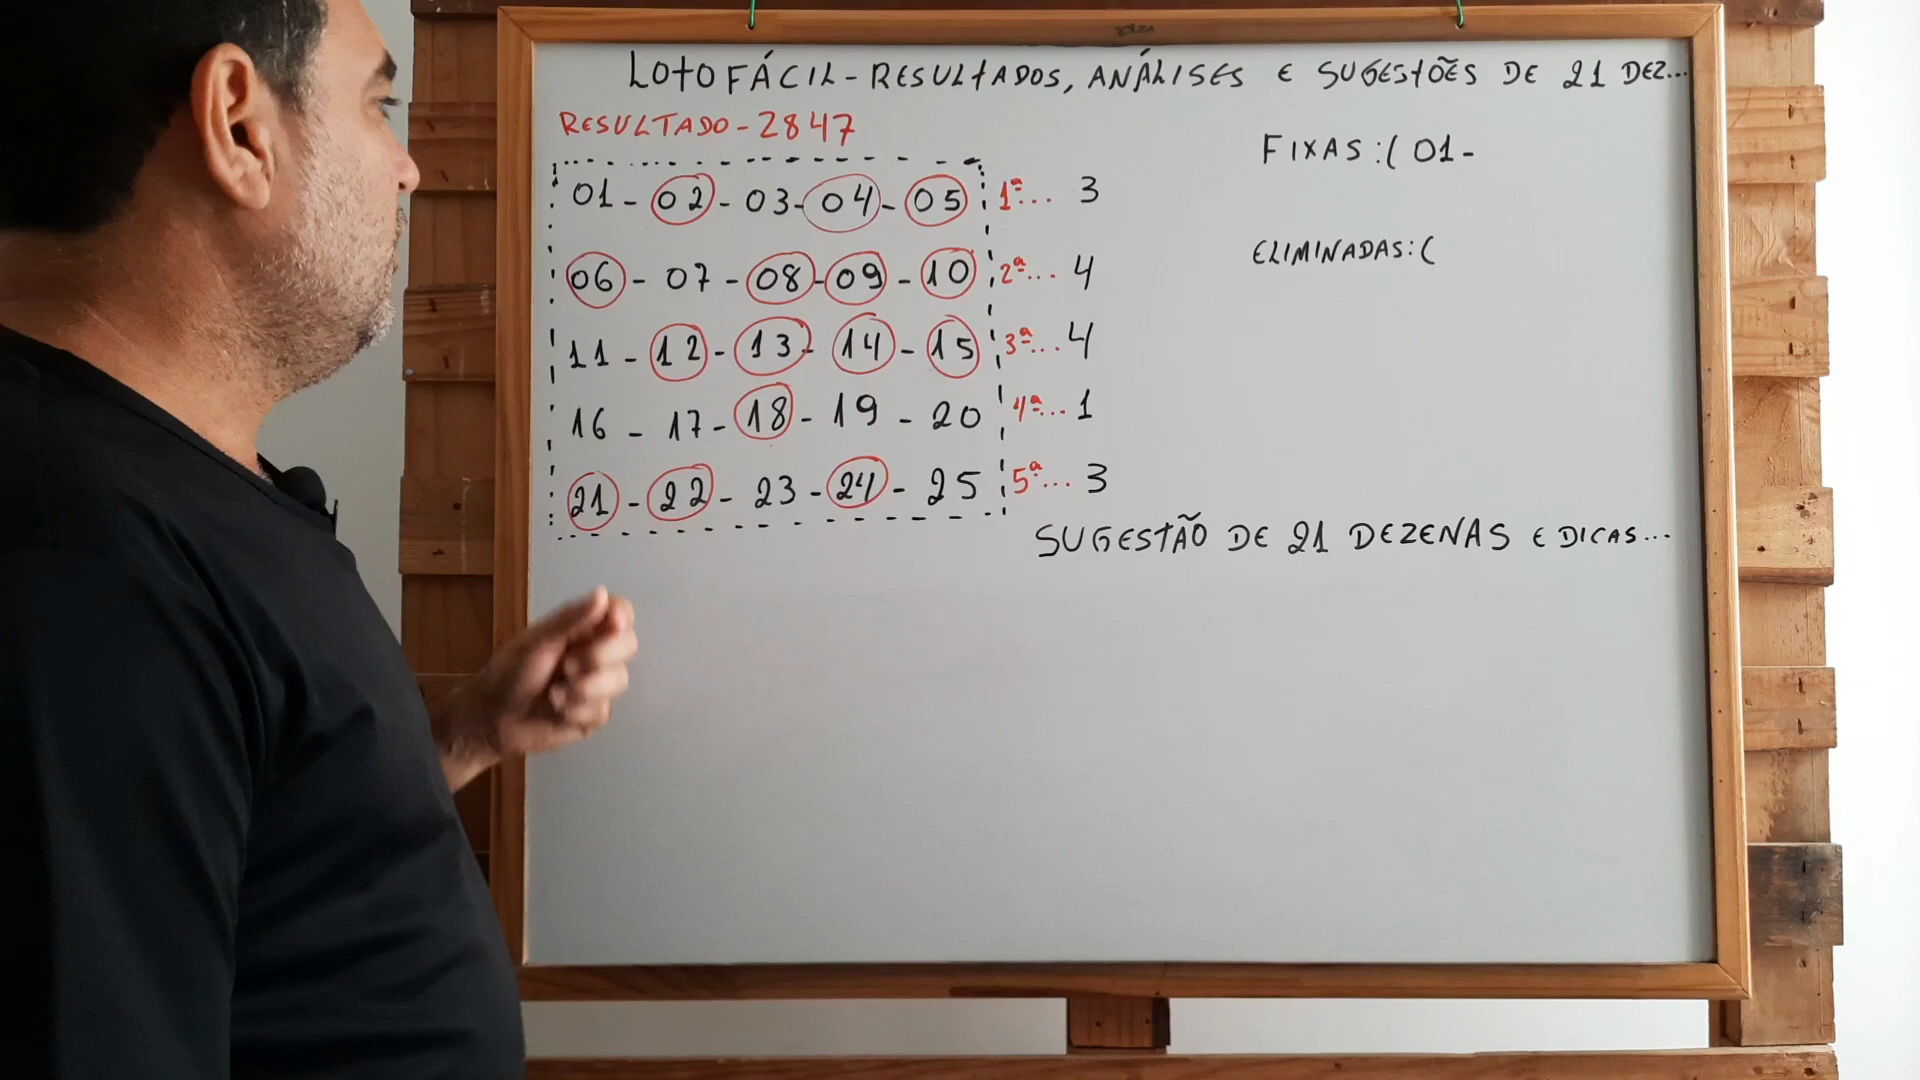 LOTOFÁCIL - RESULTADOS, ANÁLISES E SUGESTÕES DE 21 DEZ...
RESULTADO - 2847
FIXAS:( 01 -
01 - 02 - 03 - 04 - 05 1ª... 3
ELIMINADAS:(
06 - 07 - 08 - 09 - 10 2ª... 4
11 - 12 - 13 - 14 - 15 3ª... 4
16 - 17 - 18 - 19 - 20 4ª... 1
21 - 22 - 23 - 24 - 25 5ª... 3
SUGESTÃO DE 21 DEZENAS E DICAS...